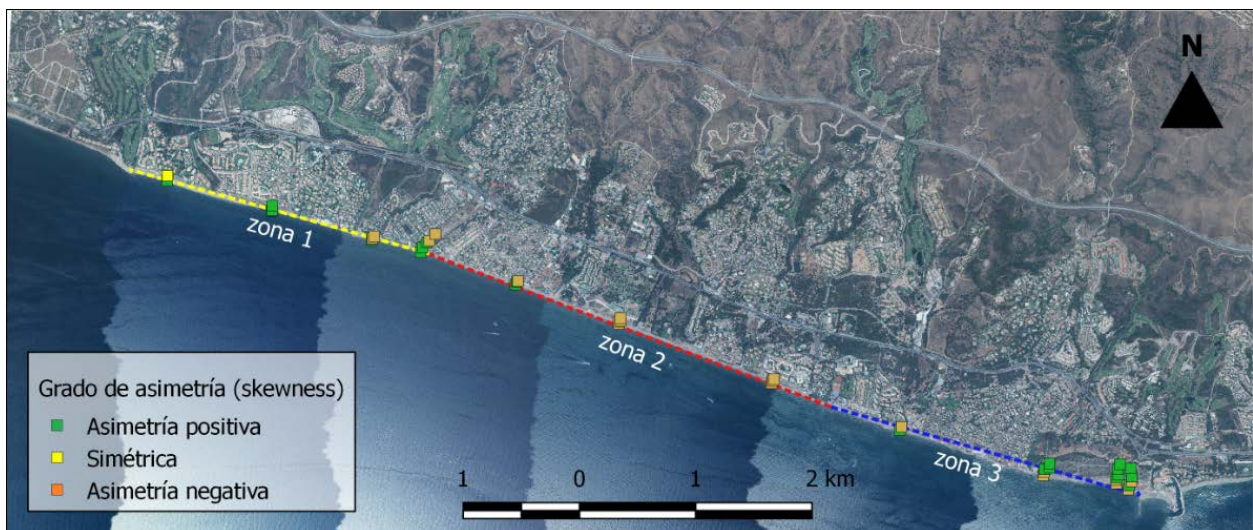 N
zona 1
zona 2
zona 3
Grado de asimetría (skewness)
Asimetría positiva
Simétrica
Asimetría negativa
1 0 1 2 km